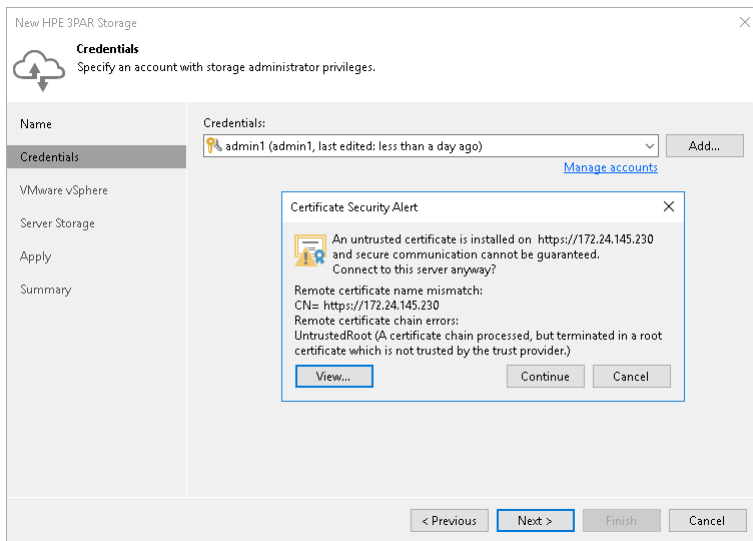 New HPE 3PAR Storage
Credentials
Specify an account with storage administrator privileges.
Name
Credentials
VMware vSphere
Server Storage
Apply
Summary
Credentials:
admin1 (admin1, last edited: less than a day ago)
Add...
Manage accounts
Certificate Security Alert
An untrusted certificate is installed on https://172.24.145.230
and secure communication cannot be guaranteed.
Connect to this server anyway?
Remote certificate name mismatch:
CN= https://172.24.145.230
Remote certificate chain errors:
UntrustedRoot (A certificate chain processed, but terminated in a root
certificate which is not trusted by the trust provider.)
View...
Continue
Cancel
< Previous
Next >
Finish
Cancel